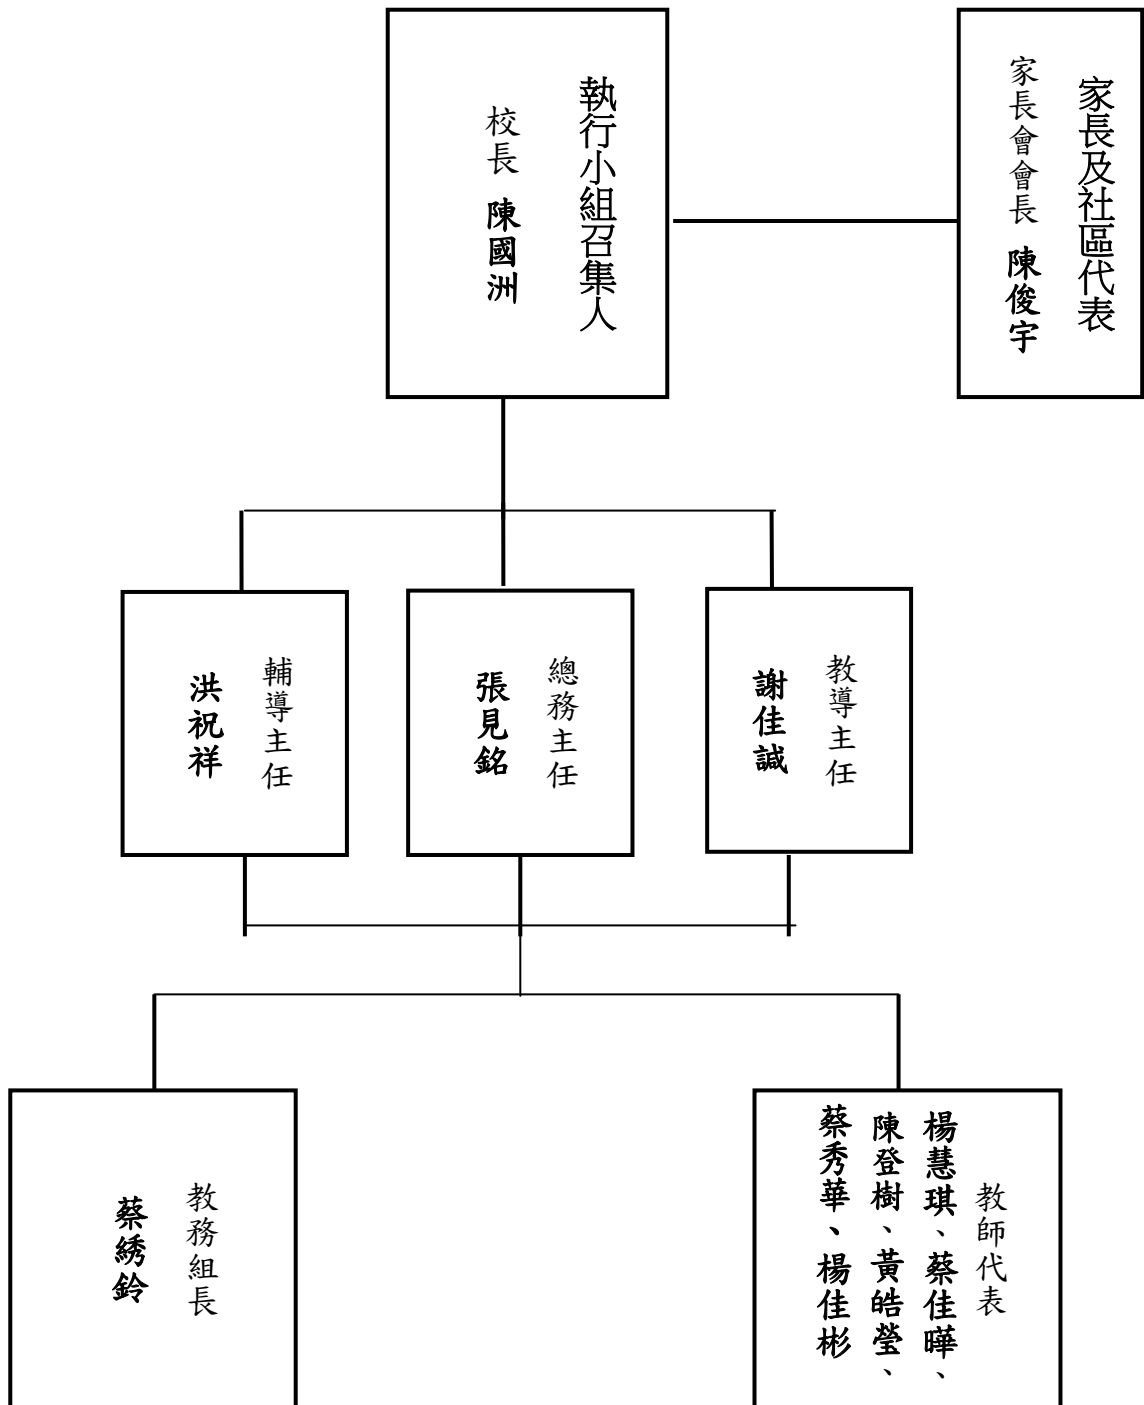 家長及社區代表
家長會會長 陳俊宇
執行小組召集人
校長 陳國洲
教導主任
謝佳誠
總務主任
張見銘
輔導主任
洪祝祥
教師代表
楊慧琪、蔡佳曄、
陳登樹、黃皓瑩、
蔡秀華、楊佳彬
教務組長
蔡綉鈴